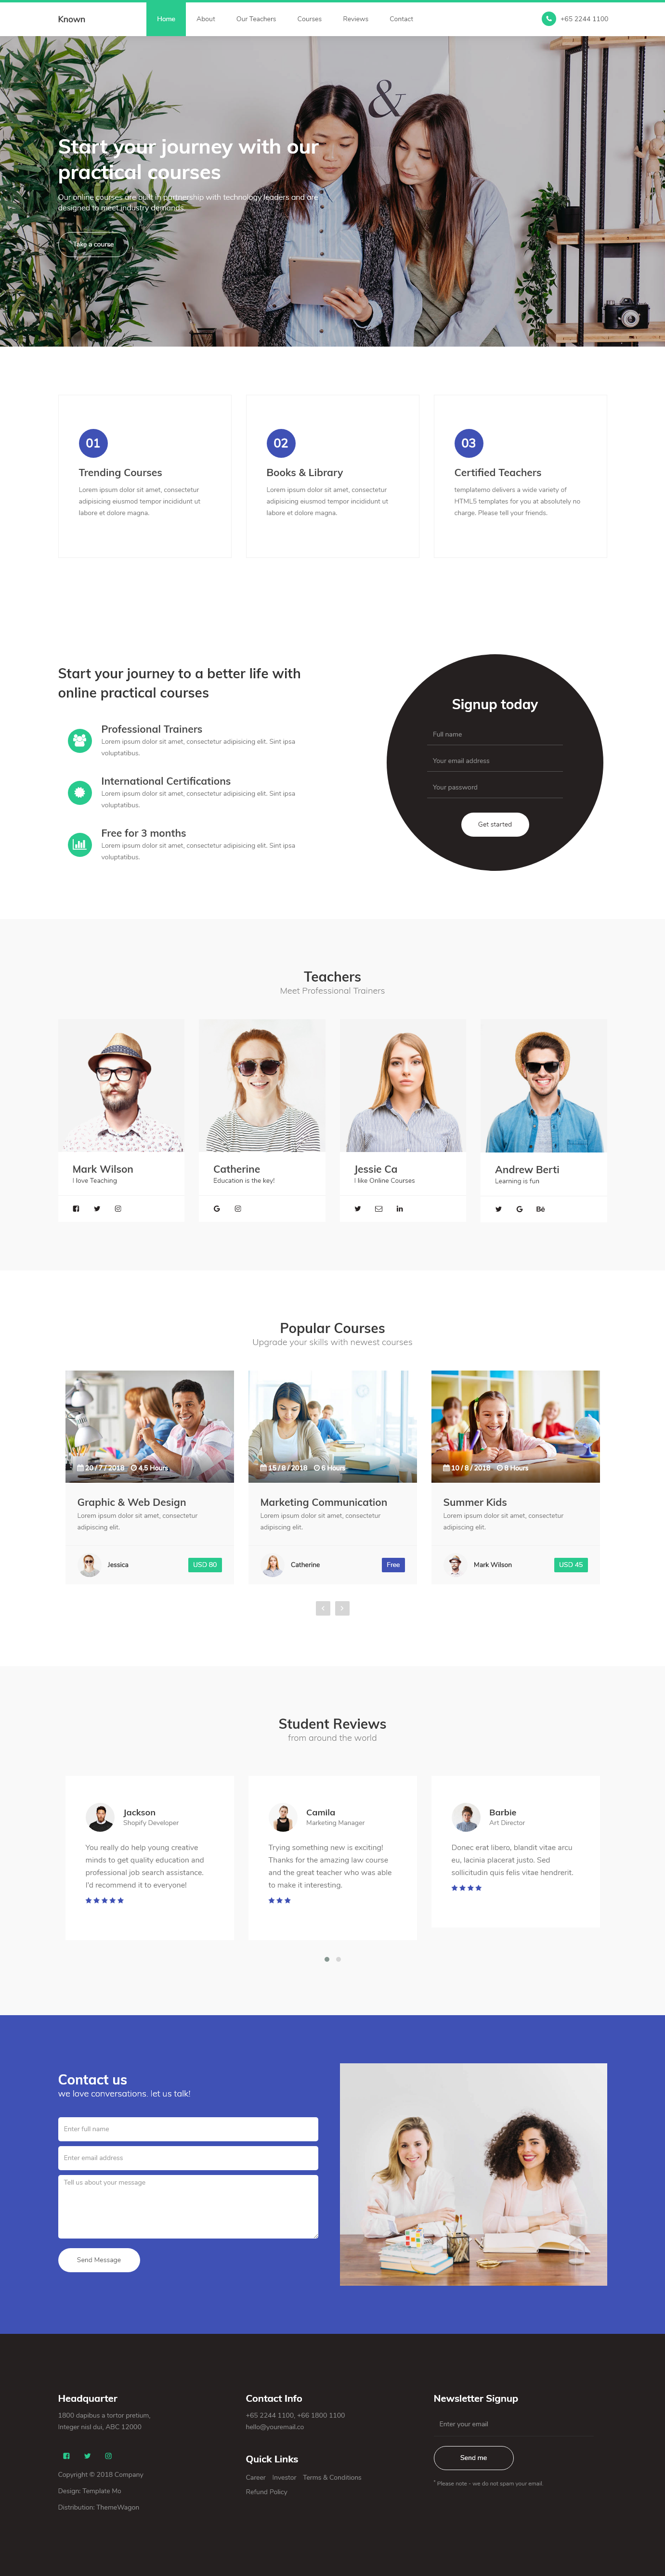 Known
Home
About
Our Teachers
Courses
Reviews
Contact
+65 2244 1100
&
Start your journey with our
practical courses
Our online courses are built in partnership with technology leaders and are
designed to meet industry demands.
Take a course
01
Trending Courses
Lorem ipsum dolor sit amet, consectetur
adipisicing eiusmod tempor incididunt ut
labore et dolore magna.
02
Books & Library
Lorem ipsum dolor sit amet, consectetur
adipisicing eiusmod tempor incididunt ut
labore et dolore magna.
03
Certified Teachers
templatemo delivers a wide variety of
HTML5 templates for you at absolutely no
charge. Please tell your friends.
Start your journey to a better life with
online practical courses
Professional Trainers
Lorem ipsum dolor sit amet, consectetur adipisicing elit. Sint ipsa
voluptatibus.
International Certifications
Lorem ipsum dolor sit amet, consectetur adipisicing elit. Sint ipsa
voluptatibus.
Free for 3 months
Lorem ipsum dolor sit amet, consectetur adipisicing elit. Sint ipsa
voluptatibus.
Signup today
Full name
Your email address
Your password
Get started
Teachers
Meet Professional Trainers
Mark Wilson
I love Teaching
Catherine
Education is the key!
Jessie Ca
I like Online Courses
Andrew Berti
Learning is fun
Popular Courses
Upgrade your skills with newest courses
20 / 7 / 2018
4.5 Hours
Graphic & Web Design
Lorem ipsum dolor sit amet, consectetur
adipiscing elit.
Jessica
USD 80
15 / 8 / 2018
6 Hours
Marketing Communication
Lorem ipsum dolor sit amet, consectetur
adipiscing elit.
Catherine
Free
10 / 8 / 2018
8 Hours
Summer Kids
Lorem ipsum dolor sit amet, consectetur
adipiscing elit.
Mark Wilson
USD 45
Student Reviews
from around the world
Jackson
Shopify Developer
You really do help young creative
minds to get quality education and
professional job search assistance.
I'd recommend it to everyone!
Camila
Marketing Manager
Trying something new is exciting!
Thanks for the amazing law course
and the great teacher who was able
to make it interesting.
Barbie
Art Director
Donec erat libero, blandit vitae arcu
eu, lacinia placerat justo. Sed
sollicitudin quis felis vitae hendrerit.
Contact us
we love conversations. let us talk!
Enter full name
Enter email address
Tell us about your message
Send Message
Headquarter
1800 dapibus a tortor pretium,
Integer nisl dui, ABC 12000
Copyright © 2018 Company
Design: Template Mo
Distribution: ThemeWagon
Contact Info
+65 2244 1100, +66 1800 1100
hello@youremail.co
Quick Links
Career
Investor
Terms & Conditions
Refund Policy
Newsletter Signup
Enter your email
Send me
* Please note - we do not spam your email.